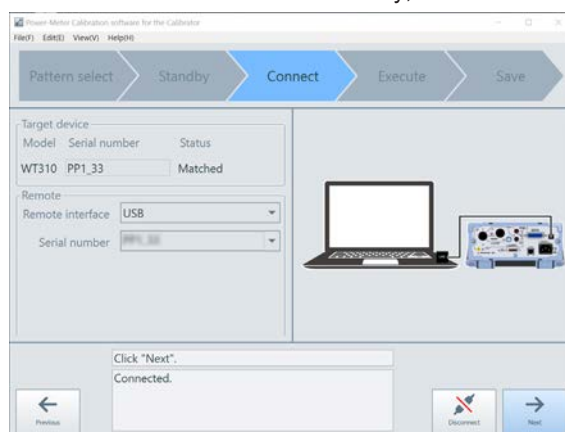 Power-Meter Calibration software for the Calibrator
File(F) Edit(E) View(V) Help(H)
Pattern select Standby Connect Execute Save
Target device
Model Serial number Status
WT310 PP1_33 Matched
Remote
Remote interface USB
Serial number
Click "Next".
Connected.
Previous Disconnect Next